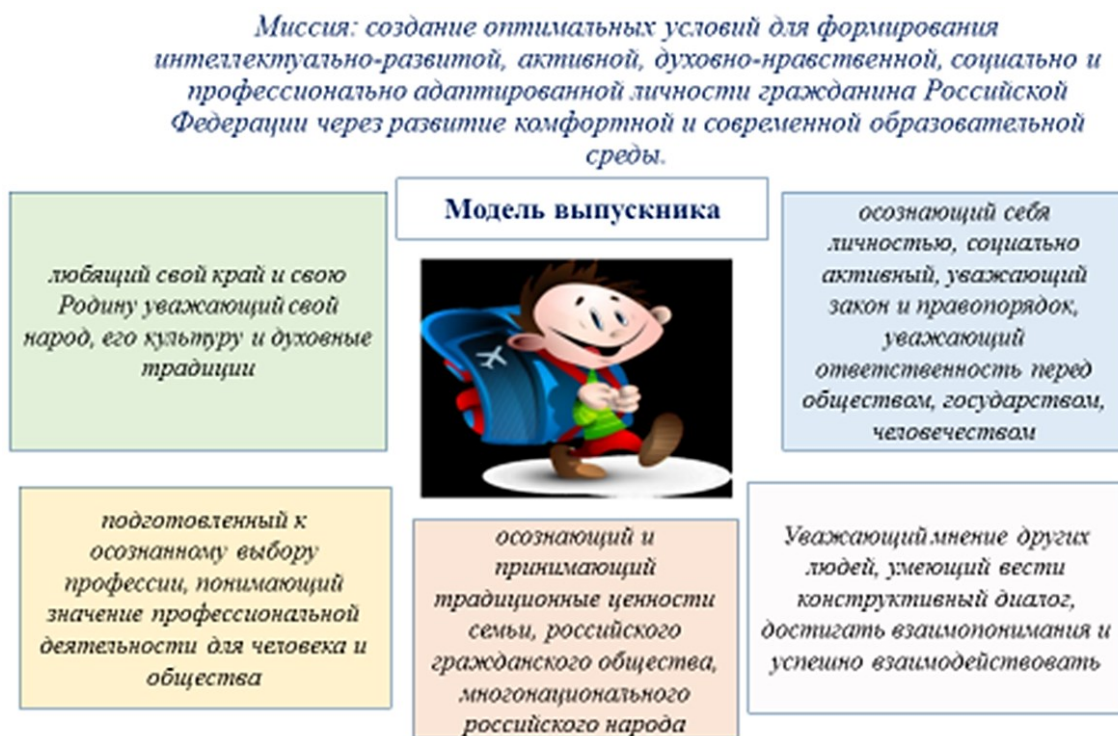 Миссия: создание оптимальных условий для формирования
интеллектуально-развитой, активной, духовно-нравственной, социально и
профессионально адаптированной личности гражданина Российской
Федерации через развитие комфортной и современной образовательной
среды.
Модель выпускника
любящий свой край и свою
Родину уважающий свой
народ, его культуру и духовные
традиции
осознающий себя
личностью, социально
активный, уважающий
закон и правопорядок,
уважающий
ответственность перед
обществом, государством,
человечеством
подготовленный к
осознанному выбору
профессии, понимающий
значение профессиональной
деятельности для человека и
общества
осознающий и
принимающий
традиционные ценности
семьи, российского
гражданского общества,
многонационального
российского народа
Уважающий мнение других
людей, умеющий вести
конструктивный диалог,
достигать взаимопонимания и
успешно взаимодействовать